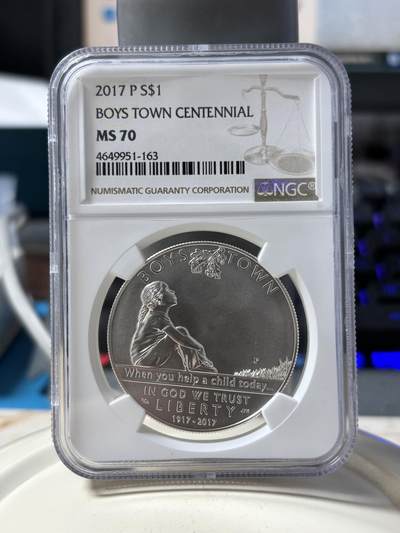 2017 P S$1
BOYS TOWN CENTENNIAL
MS 70
4649951-163
NUMISMATIC GUARANTY CORPORATION
NGC
BOYS TOWN
P
When you help a child today...
IN GOD WE TRUST
LIBERTY
1917-2017